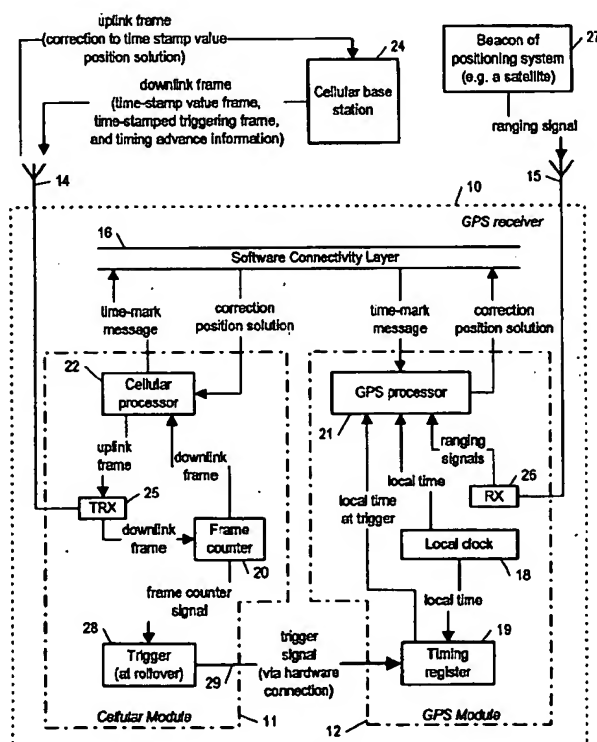 uplink frame
(correction to time stamp value
position solution)
24
downlink frame
(time-stamp value frame,
time-stamped triggering frame,
and timing advance information)
Cellular base
station
27
Beacon of
positioning system
(e.g. a satellite)
ranging signal
14
15
10
GPS receiver
16
Software Connectivity Layer
time-mark
message
correction
position solution
time-mark
message
correction
position solution
22
Cellular
processor
GPS processor
21
uplink
frame
downlink
frame
ranging
signals
26
25
TRX
downlink
frame
Frame
counter
20
local time
at trigger
local
time
RX
Local clock
18
frame counter
signal
local time
28
Trigger
(at rollover)
29
trigger
signal
(via hardware
connection)
19
Timing
register
Cellular Module
11
12
GPS Module